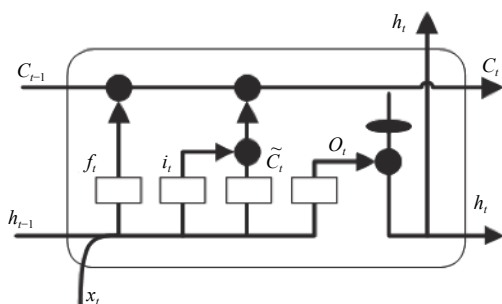 h_t
C_{t-1}
C_t
f_t
i_t
C̃_t
O_t
h_{t-1}
h_t
x_t